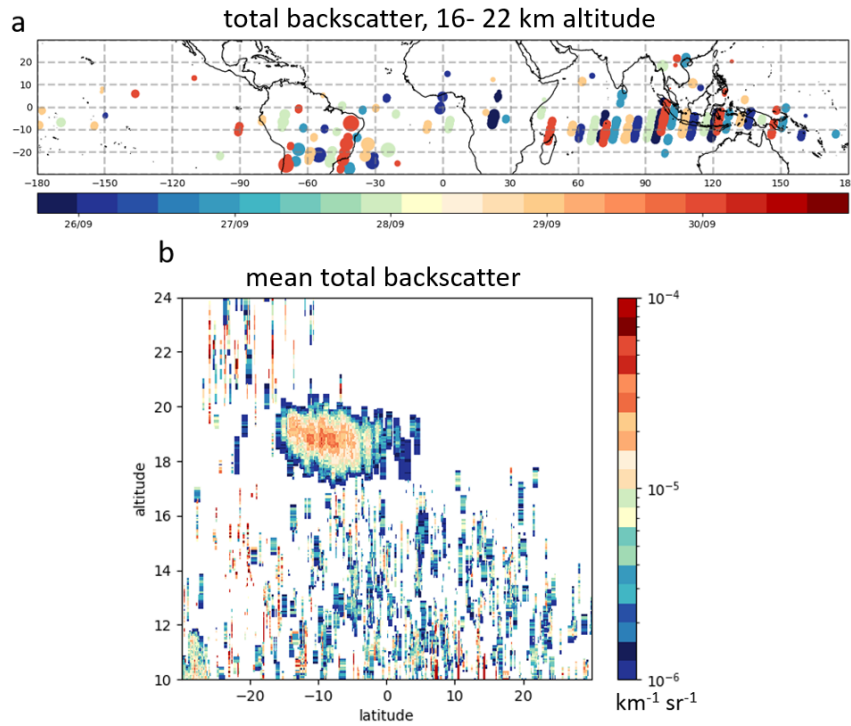 a total backscatter, 16- 22 km altitude
20
10
0
−10
−20
−180 −150 −120 −90 −60 −30 0 30 60 90 120 150 180
26/09 27/09 28/09 29/09 30/09
b
mean total backscatter
24
22
20
18
16
14
12
10
altitude
−20 −10 0 10 20
latitude
10⁻⁴
10⁻⁵
10⁻⁶
km⁻¹ sr⁻¹